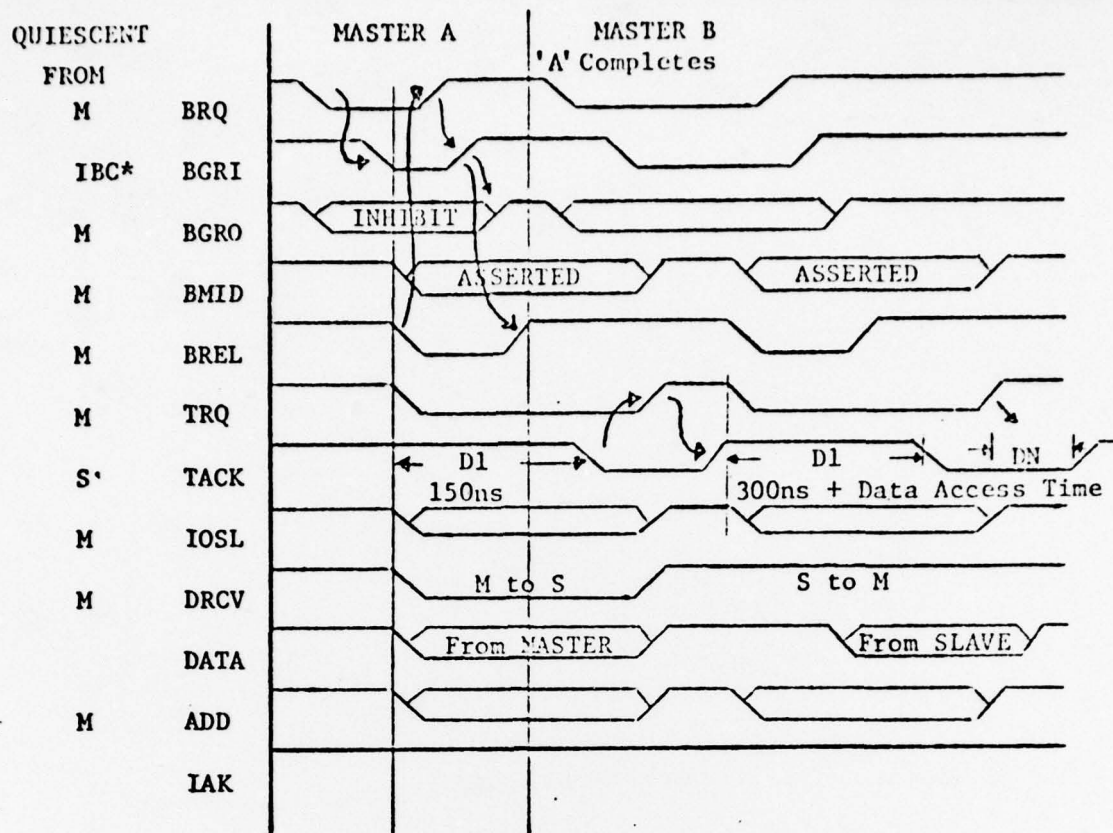 QUIESCENT MASTER A MASTER B
FROM 'A' Completes
M BRQ
IBC* BGRI
INHIBIT
M BGRO
ASSERTED ASSERTED
M BMID
M BREL
M TRQ
D1 D1 DN
S' TACK 150ns 300ns + Data Access Time
M IOSL
M to S S to M
M DRCV
From MASTER From SLAVE
DATA
M ADD
IAK